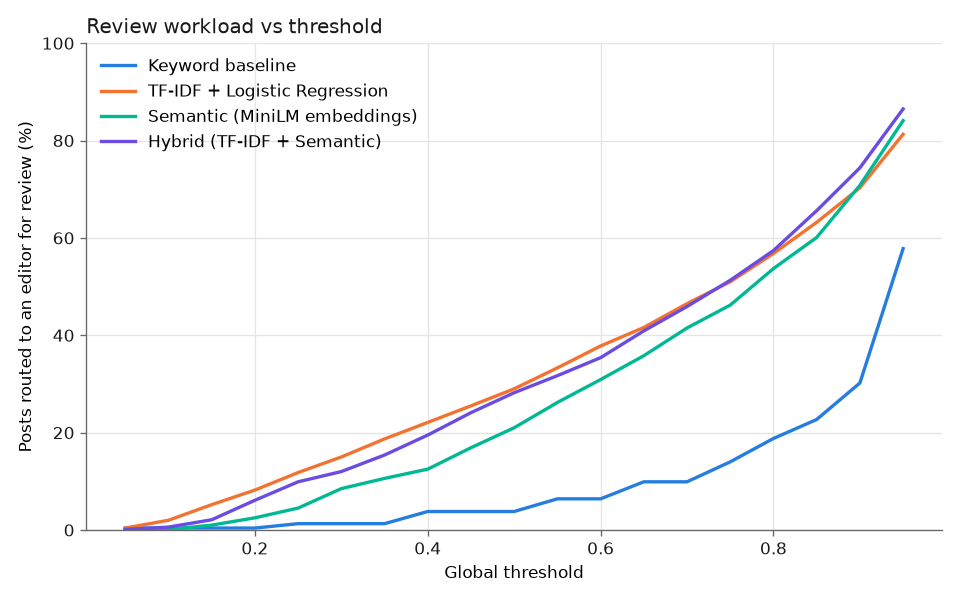 Review workload vs threshold
Keyword baseline
TF-IDF + Logistic Regression
Semantic (MiniLM embeddings)
Hybrid (TF-IDF + Semantic)
Posts routed to an editor for review (%)
100
80
60
40
20
0
0.2 0.4 0.6 0.8
Global threshold